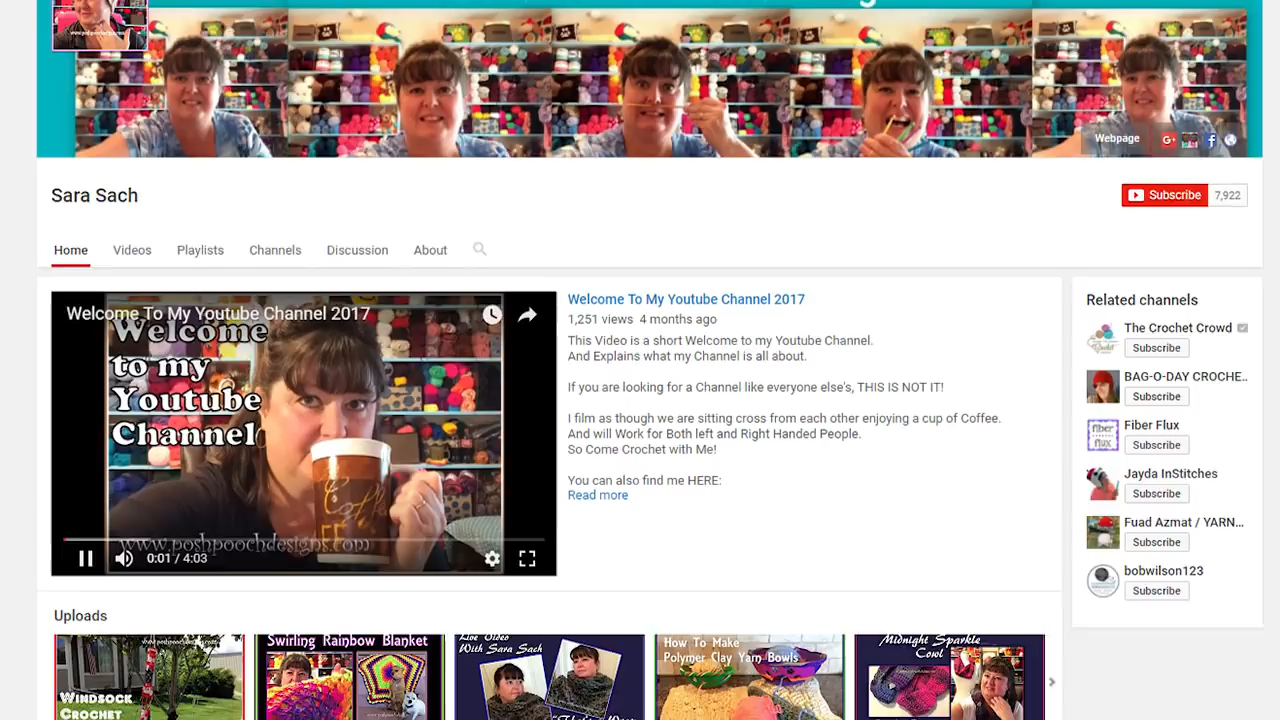 Webpage
Sara Sach
Subscribe 7,922
Home Videos Playlists Channels Discussion About
Welcome To My Youtube Channel 2017
Welcome
to my
Youtube
Channel
www.poshpoochdesigns.com
0:01 / 4:03
Welcome To My Youtube Channel 2017
1,251 views 4 months ago
This Video is a short Welcome to my Youtube Channel.
And Explains what my Channel is all about.
If you are looking for a Channel like everyone else's, THIS IS NOT IT!
I film as though we are sitting cross from each other enjoying a cup of Coffee.
And will Work for Both left and Right Handed People.
So Come Crochet with Me!
You can also find me HERE:
Read more
Related channels
The Crochet Crowd
Subscribe
BAG-O-DAY CROCHE..
Subscribe
fiber
flux
Fiber Flux
Subscribe
Jayda InStitches
Subscribe
Fuad Azmat / YARN...
Subscribe
bobwilson123
Subscribe
Uploads
www.poshpoochdesigns.com
Windsock
Crochet
Swirling Rainbow Blanket
Live Video
With Sara Sach
How To Make
Polymer Clay Yarn Bowls
Midnight Sparkle
Cowl